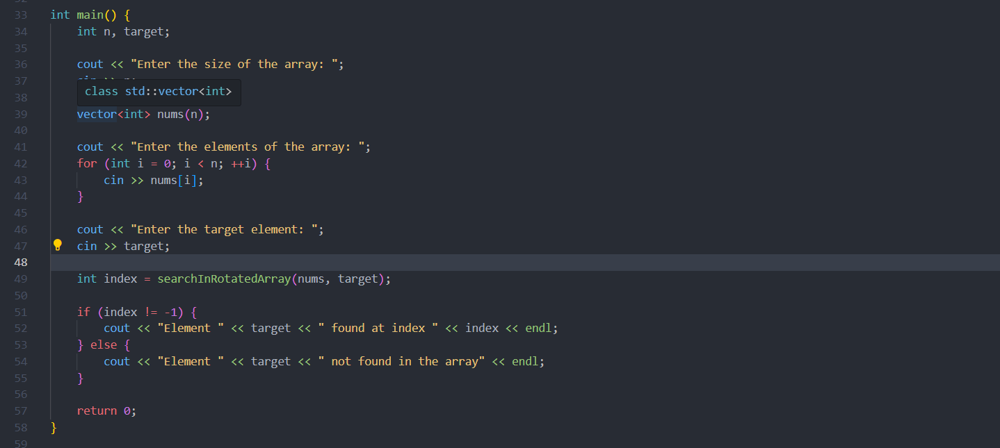 33 int main() {
34 int n, target;
35
36 cout << "Enter the size of the array: ";
37
class std::vector<int>
38
39 vector<int> nums(n);
40
41 cout << "Enter the elements of the array: ";
42 for (int i = 0; i < n; ++i) {
43 cin >> nums[i];
44 }
45
46 cout << "Enter the target element: ";
47 cin >> target;
48
49 int index = searchInRotatedArray(nums, target);
50
51 if (index != -1) {
52 cout << "Element " << target << " found at index " << index << endl;
53 } else {
54 cout << "Element " << target << " not found in the array" << endl;
55 }
56
57 return 0;
58 }
59